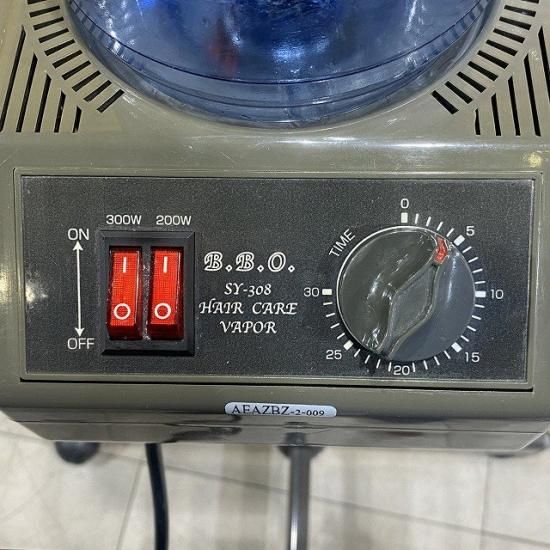 300W 200W
ON
OFF
I I
O O
B.B.O.
SY-308
HAIR CARE
VAPOR
TIME
0
5
10
15
20
25
30
AEAZBZ-2-009